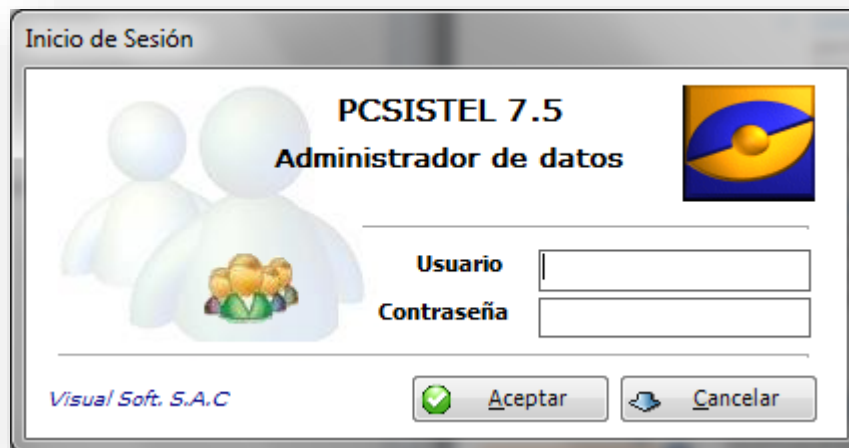 Inicio de Sesión
PCSISTEL 7.5
Administrador de datos
Usuario
Contraseña
Visual Soft. S.A.C
Aceptar
Cancelar